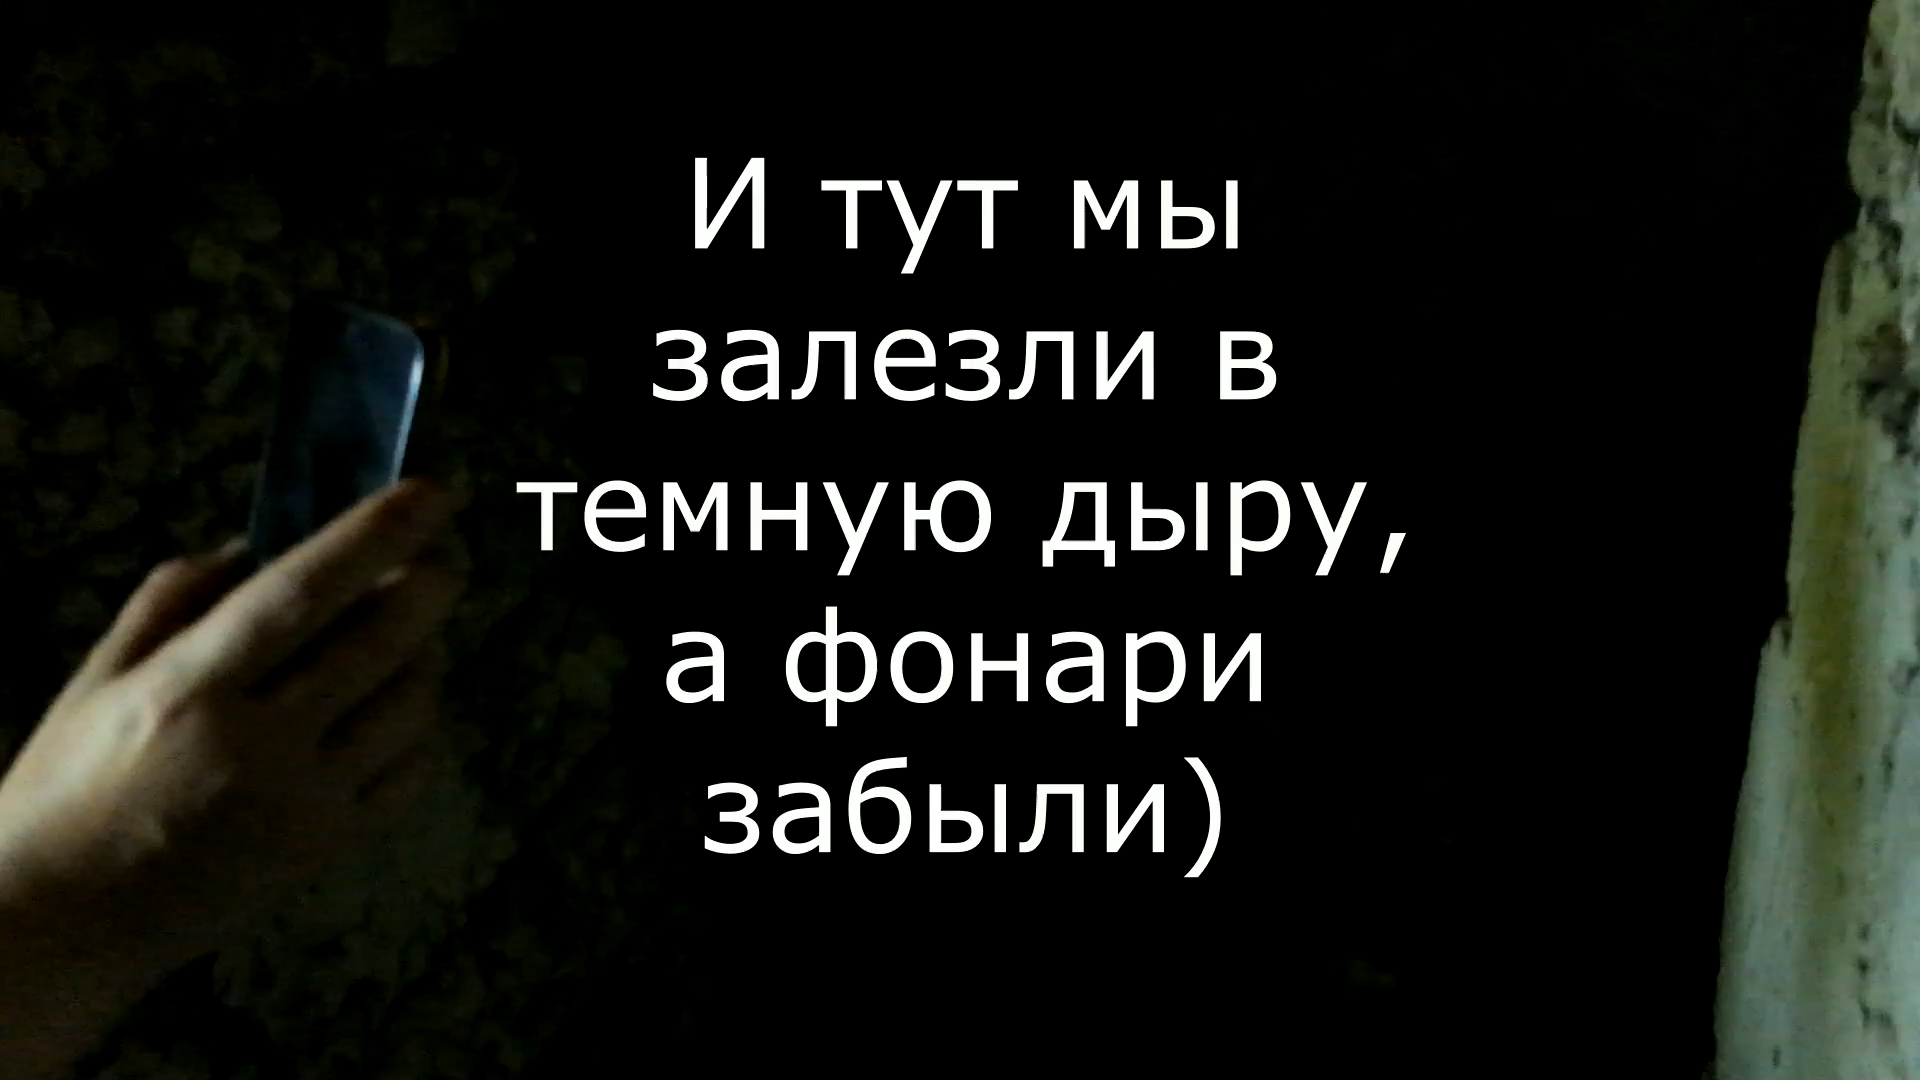 И тут мы
залезли в
темную дыру,
а фонари
забыли)